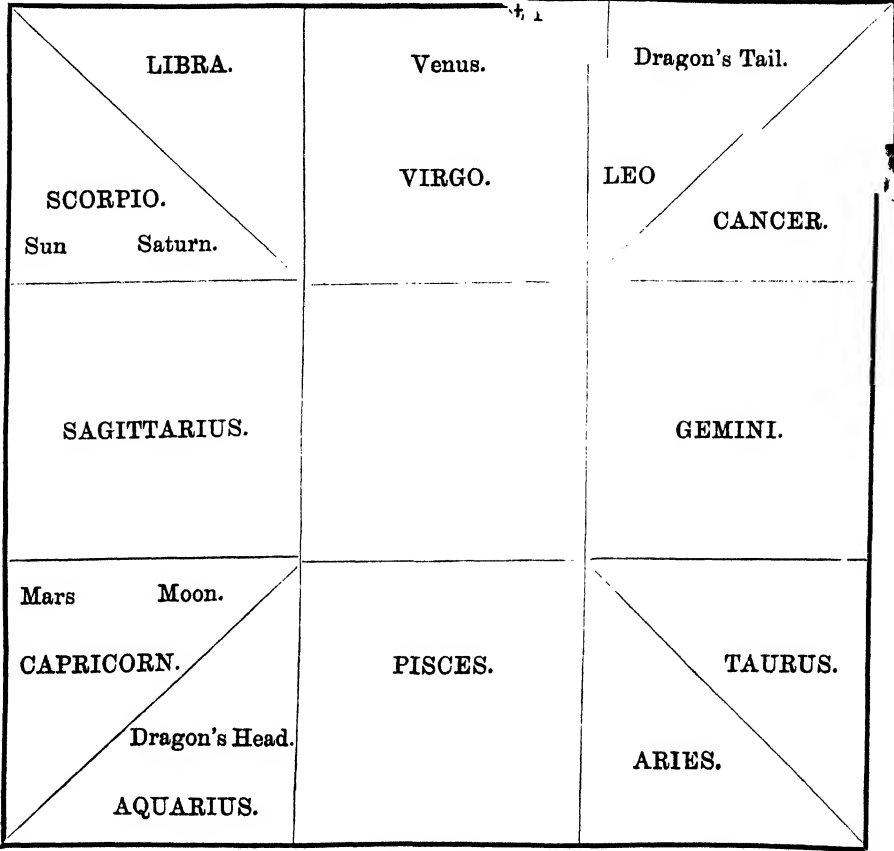 LIBRA.
Venus.
Dragon's Tail.
VIRGO.
LEO
SCORPIO.
CANCER.
Sun Saturn.
SAGITTARIUS.
GEMINI.
Mars Moon.
CAPRICORN.
PISCES.
TAURUS.
Dragon's Head.
ARIES.
AQUARIUS.